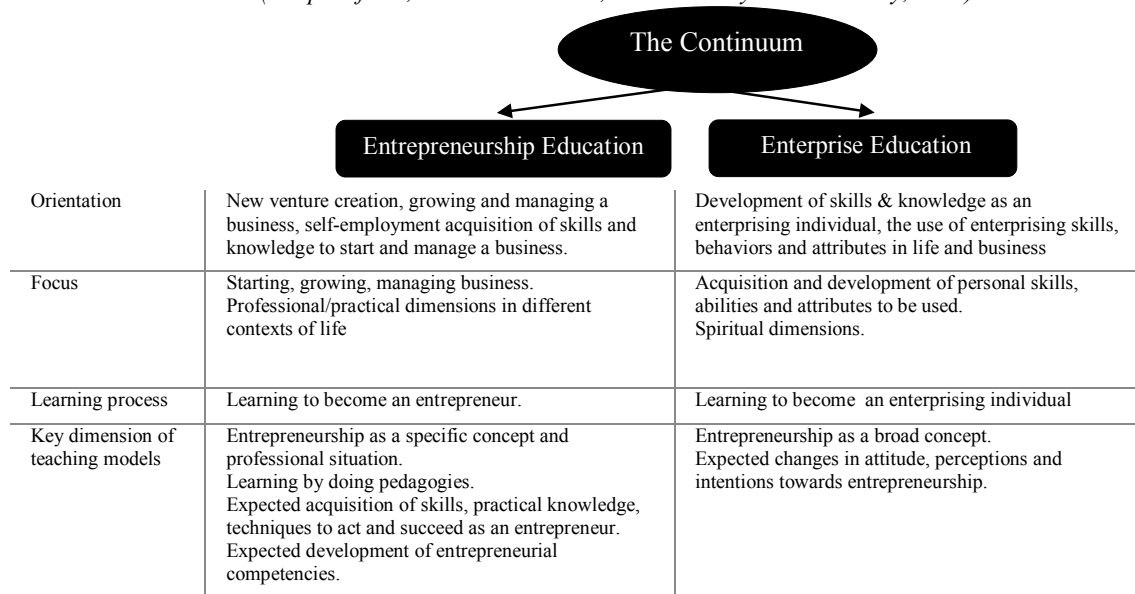 The Continuum
Entrepreneurship Education
Enterprise Education
Orientation
New venture creation, growing and managing a
business, self-employment acquisition of skills and
knowledge to start and manage a business.
Development of skills & knowledge as an
enterprising individual, the use of enterprising skills,
behaviors and attributes in life and business
Focus
Starting, growing, managing business.
Professional/practical dimensions in different
contexts of life
Acquisition and development of personal skills,
abilities and attributes to be used.
Spiritual dimensions.
Learning process
Learning to become an entrepreneur.
Learning to become an enterprising individual
Key dimension of
teaching models
Entrepreneurship as a specific concept and
professional situation.
Learning by doing pedagogies.
Expected acquisition of skills, practical knowledge,
techniques to act and succeed as an entrepreneur.
Expected development of entrepreneurial
competencies.
Entrepreneurship as a broad concept.
Expected changes in attitude, perceptions and
intentions towards entrepreneurship.